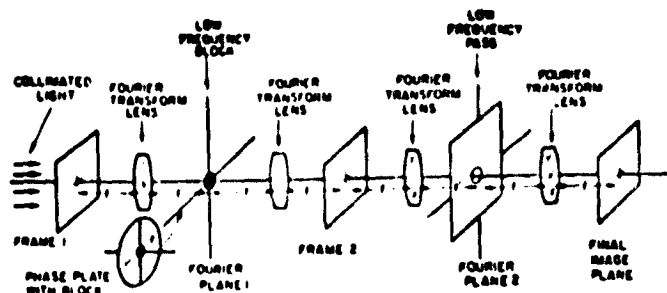 LOW
FREQUENCY
BLOCK
LOW
FREQUENCY
PASS
COLLIMATED
LIGHT
FOURIER
TRANSFORM
LENS
FOURIER
TRANSFORM
LENS
FOURIER
TRANSFORM
LENS
FOURIER
TRANSFORM
LENS
FRAME 1
PHASE PLATE
WITH BLOCK
FOURIER
PLANE 1
FRAME 2
FOURIER
PLANE 2
FINAL
IMAGE
PLANE